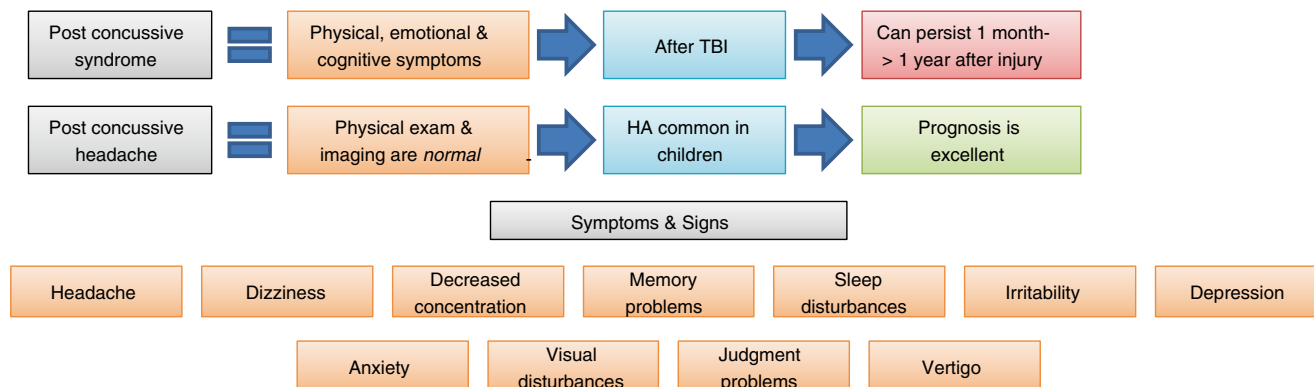 Post concussive
syndrome
Physical, emotional &
cognitive symptoms
After TBI
Can persist 1 month-
> 1 year after injury
Post concussive
headache
Physical exam &
imaging are normal -
HA common in
children
Prognosis is
excellent
Symptoms & Signs
Headache
Dizziness
Decreased
concentration
Memory
problems
Sleep
disturbances
Irritability
Depression
Anxiety
Visual
disturbances
Judgment
problems
Vertigo